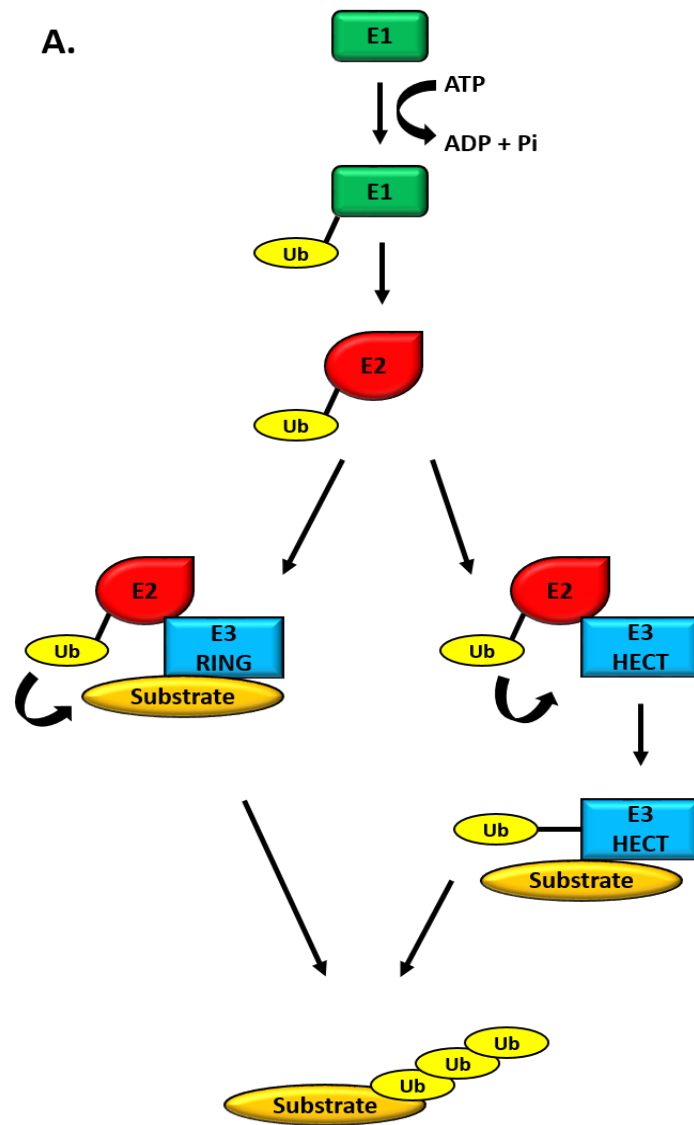 A.
E1
ATP
ADP + Pi
E1
Ub
E2
Ub
E2
Ub
E3
RING
Substrate
E2
Ub
E3
HECT
Ub
E3
HECT
Substrate
Substrate
Ub
Ub
Ub